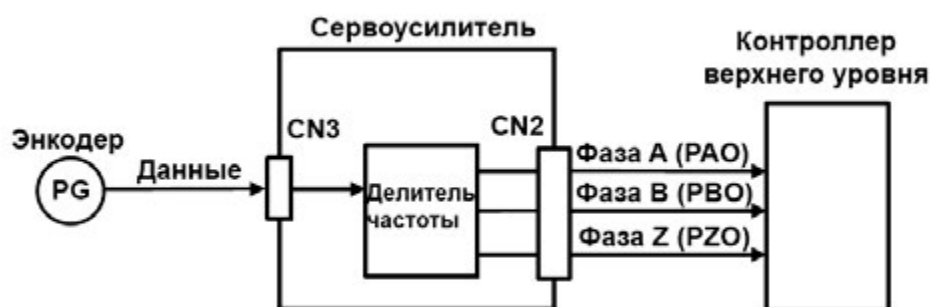 Сервоусилитель
Контроллер
верхнего уровня
Энкодер
CN3
CN2
PG
Данные
Делитель
частоты
Фаза A (PAO)
Фаза B (PBO)
Фаза Z (PZO)